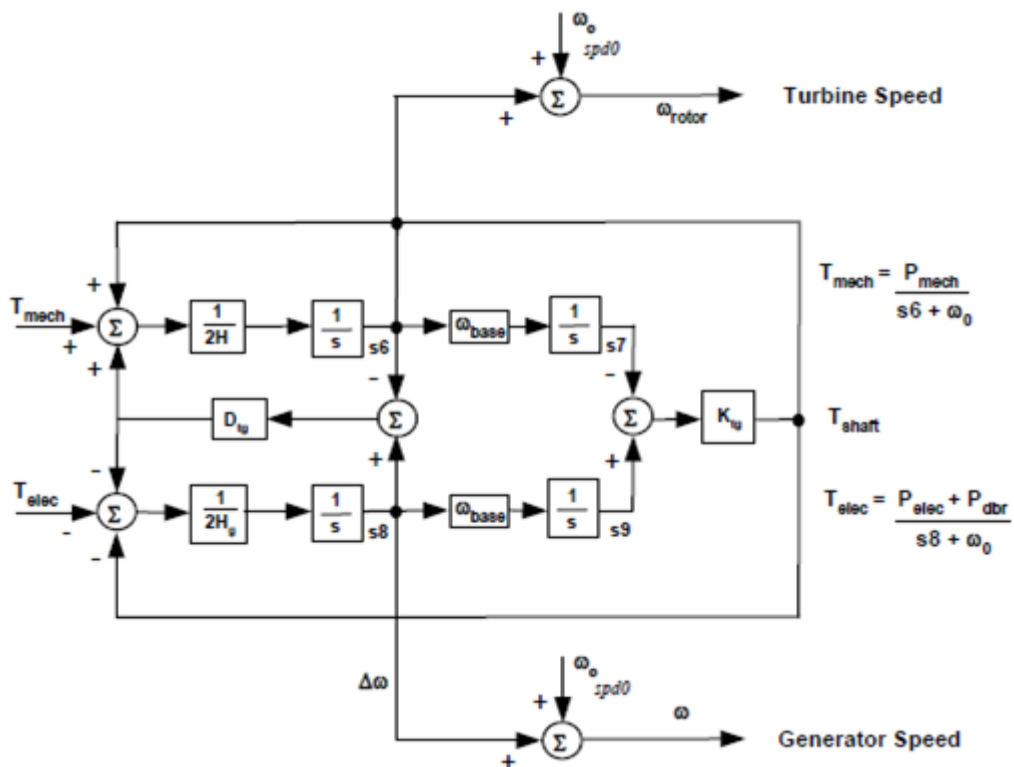 ωo
spd0
+
Σ
+
ωrotor
Turbine Speed
+
Tmech
+
Σ
+
1
2H
1
s
s6
ωbase
1
s
s7
Tmech = Pmech
s6 + ω0
−
−
Dtg
Σ
+
Σ
+
Ktg
Tshaft
−
Telec
−
Σ
−
1
2Hg
1
s
s8
ωbase
1
s
s9
Telec = Pelec + Pdbr
s8 + ω0
Δω
ωo
spd0
+
Σ
+
ω
Generator Speed